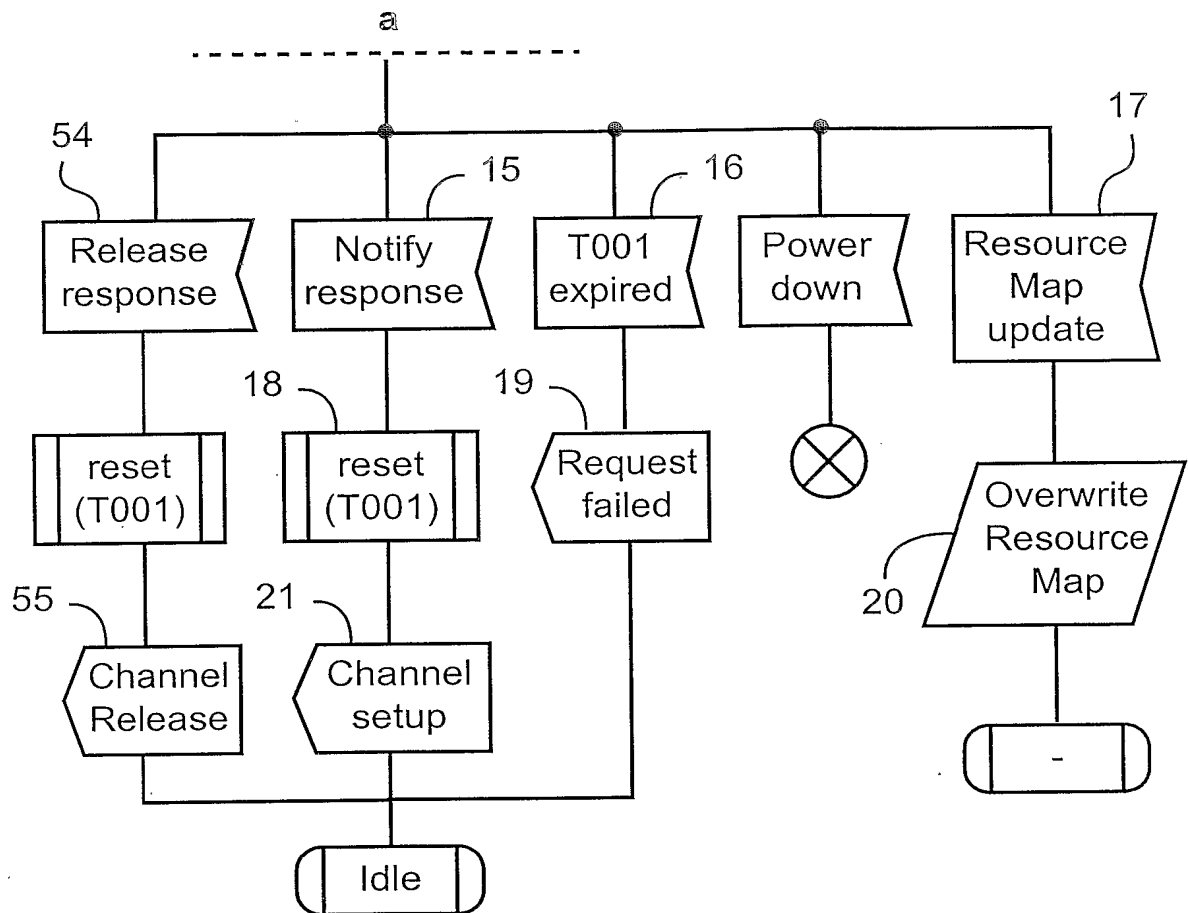 a
54
15
16
17
Release
response
Notify
response
T001
expired
Power
down
Resource
Map
update
18
19
reset
(T001)
reset
(T001)
Request
failed
Overwrite
Resource
Map
20
55
21
Channel
Release
Channel
setup
-
Idle